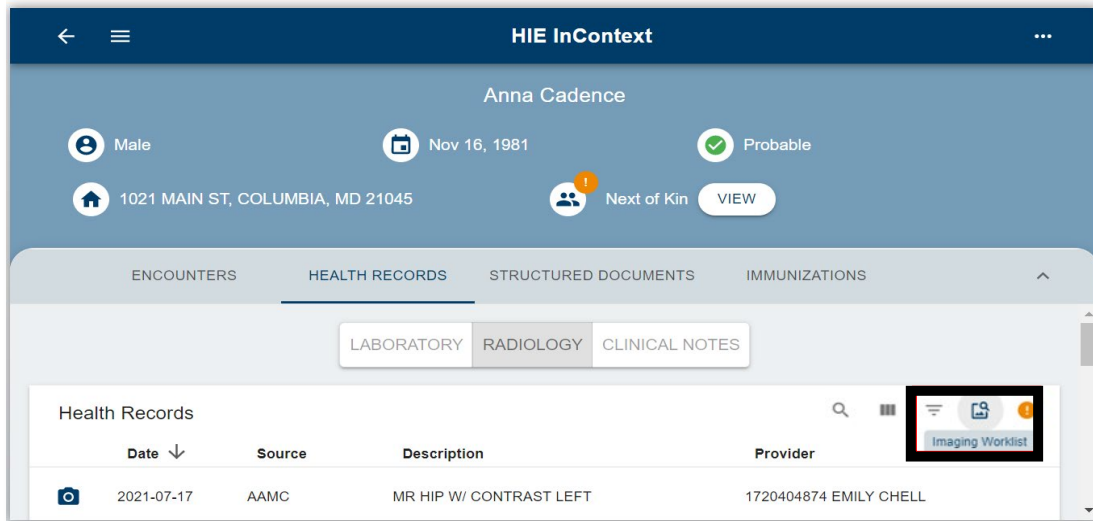 HIE InContext
Anna Cadence
Male
Nov 16, 1981
Probable
1021 MAIN ST, COLUMBIA, MD 21045
!
Next of Kin
VIEW
ENCOUNTERS
HEALTH RECORDS
STRUCTURED DOCUMENTS
IMMUNIZATIONS
LABORATORY
RADIOLOGY
CLINICAL NOTES
Health Records
!
Imaging Worklist
Date
Source
Description
Provider
2021-07-17
AAMC
MR HIP W/ CONTRAST LEFT
1720404874 EMILY CHELL